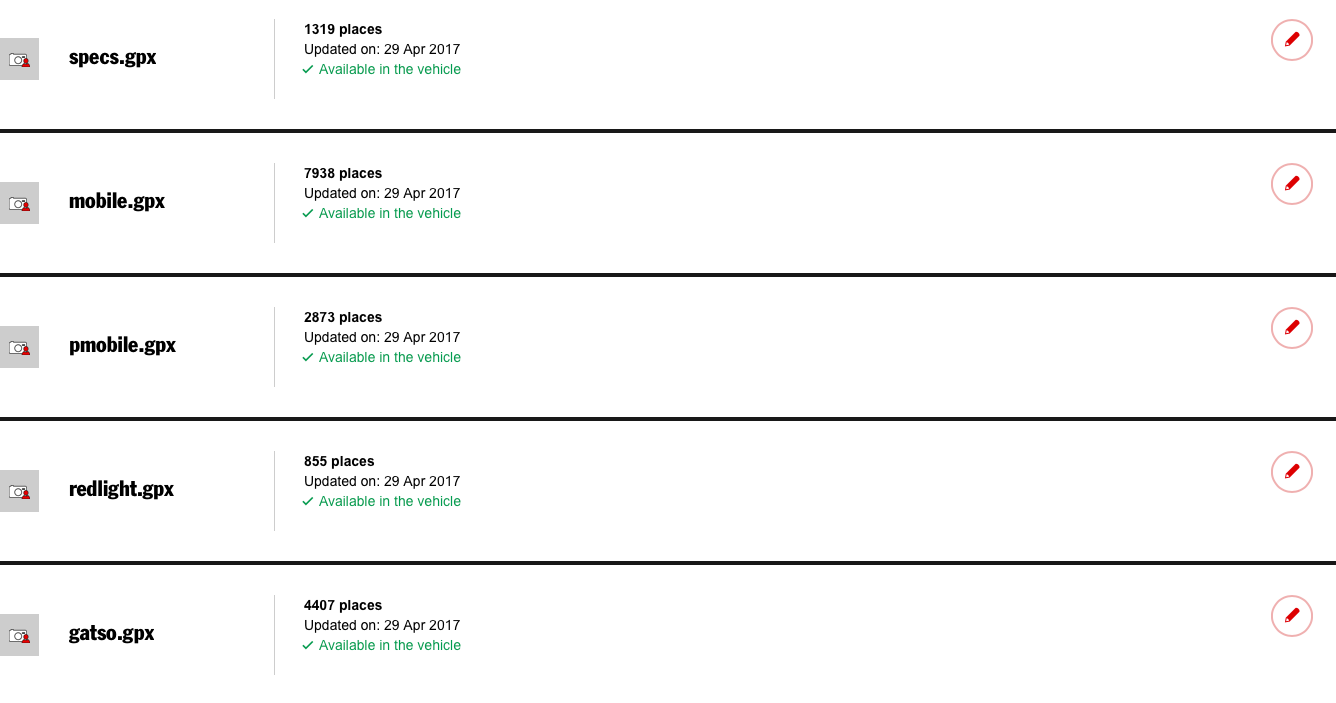 specs.gpx
1319 places
Updated on: 29 Apr 2017
Available in the vehicle
mobile.gpx
7938 places
Updated on: 29 Apr 2017
Available in the vehicle
pmobile.gpx
2873 places
Updated on: 29 Apr 2017
Available in the vehicle
redlight.gpx
855 places
Updated on: 29 Apr 2017
Available in the vehicle
gatso.gpx
4407 places
Updated on: 29 Apr 2017
Available in the vehicle